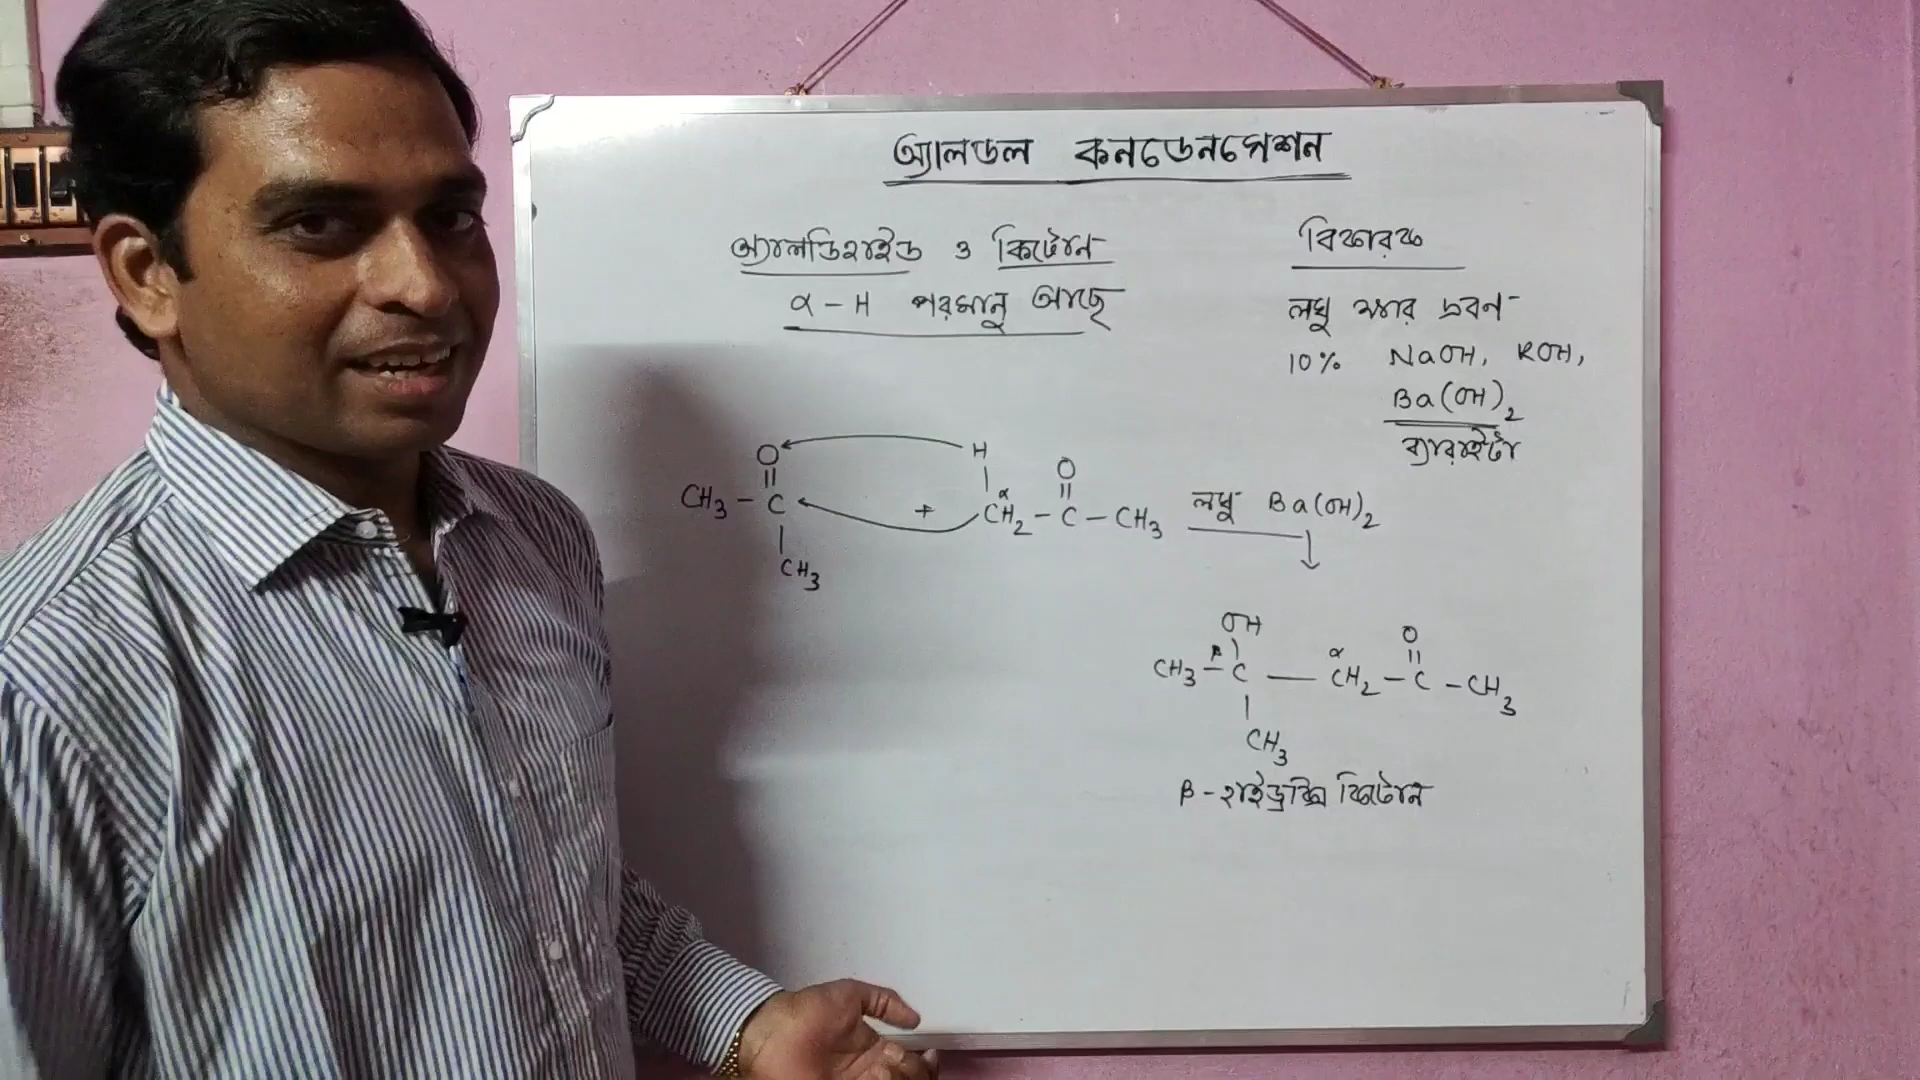 অ্যালডল কনডেনসেশন
অ্যালডিহাইড ও কিটোন
α-H পরমানু আছে
বিকারক
লঘু ক্ষার দ্রবন
10% NaOH, KOH,
Ba(OH)2
ব্যারাইটা
O H O
CH3 - C + CH2 - C - CH3 লঘু Ba(OH)2
α
CH3
OH O
β α
CH3 - C — CH2 - C - CH3
CH3
β - হাইড্রক্সি কিটোন